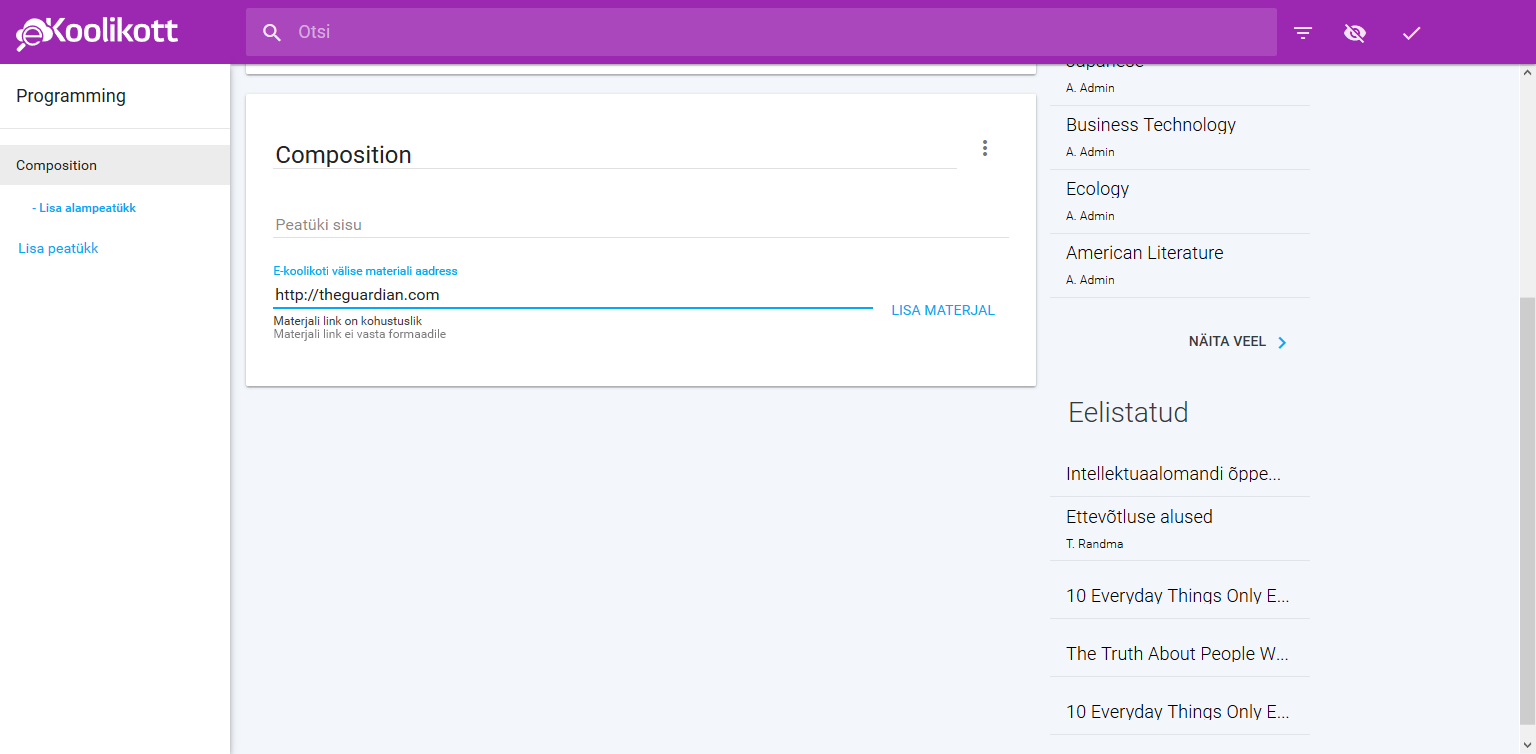 eKoolikott
Otsi
Programming
Composition
- Lisa alampeatükk
Lisa peatükk
Composition
Peatüki sisu
E-koolikoti välise materiali aadress
http://theguardian.com
LISA MATERJAL
Materjali link on kohustuslik
Materjali link ei vasta formaadile
Japanese
A. Admin
Business Technology
A. Admin
Ecology
A. Admin
American Literature
A. Admin
NÄITA VEEL
Eelistatud
Intellektuaalomandi õppe...
Ettevõtluse alused
T. Randma
10 Everyday Things Only E...
The Truth About People W...
10 Everyday Things Only E...